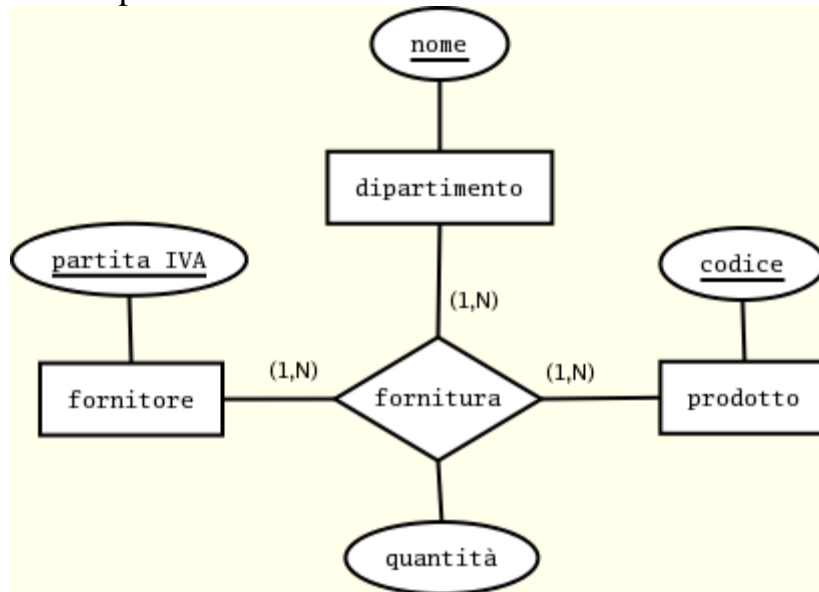 nome
dipartimento
partita IVA
codice
(1,N)
(1,N)
(1,N)
fornitore
fornitura
prodotto
quantità